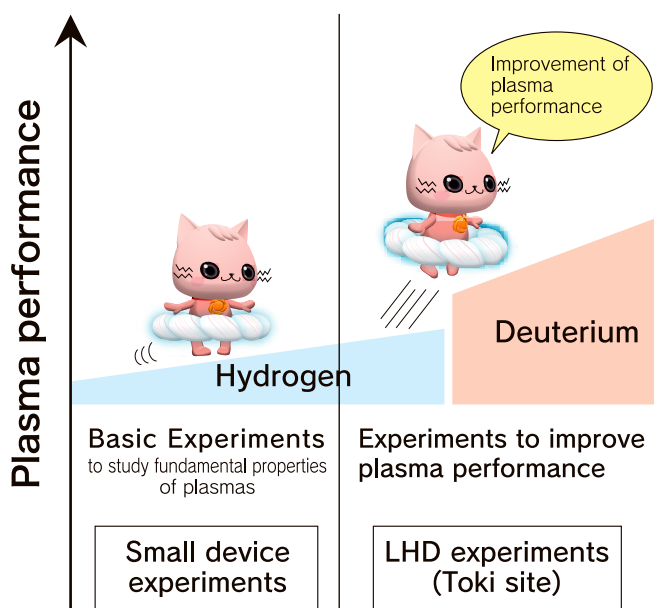 Plasma performance
Improvement of
plasma
performance
Hydrogen
Deuterium
Basic Experiments
to study fundamental properties
of plasmas
Experiments to improve
plasma performance
Small device
experiments
LHD experiments
(Toki site)